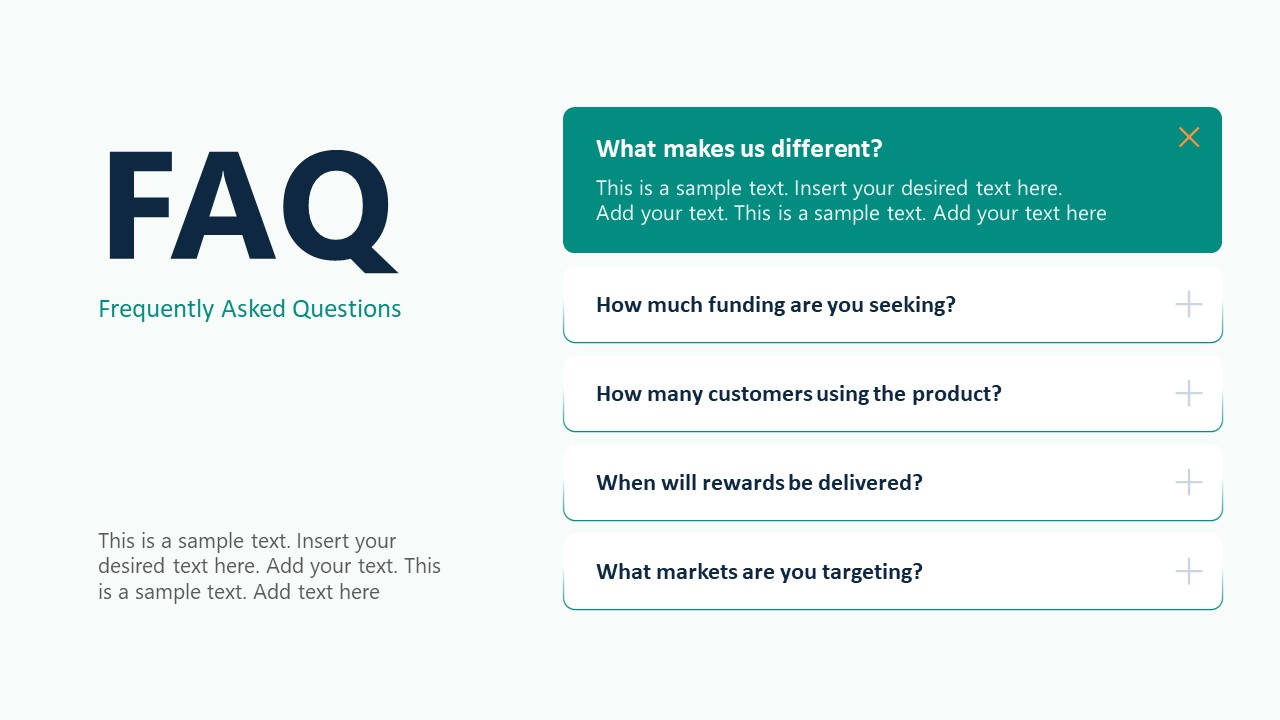 FAQ
Frequently Asked Questions
This is a sample text. Insert your
desired text here. Add your text. This
is a sample text. Add text here
What makes us different?
This is a sample text. Insert your desired text here.
Add your text. This is a sample text. Add your text here
How much funding are you seeking?
How many customers using the product?
When will rewards be delivered?
What markets are you targeting?